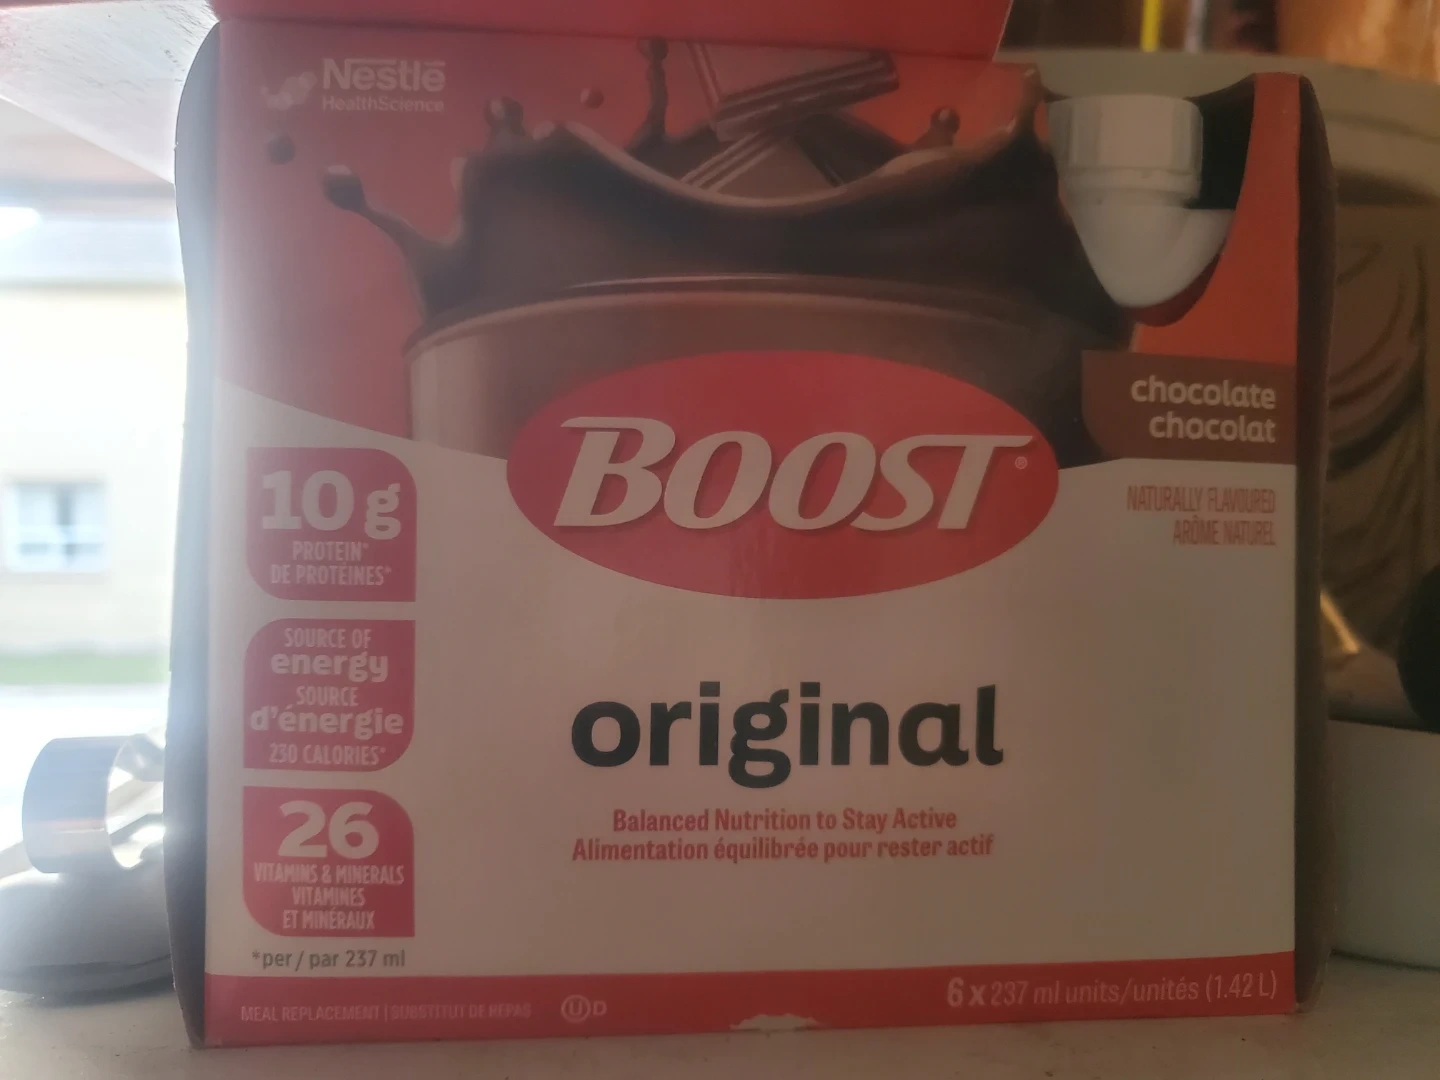 Nestlé
HealthScience
chocolate
chocolat
BOOST®
NATURALLY FLAVOURED
ARÔME NATUREL
10 g
PROTEIN*
DE PROTÉINES*
SOURCE OF
energy
SOURCE
d'énergie
230 CALORIES*
26
VITAMINS & MINERALS
VITAMINES
ET MINÉRAUX
*per / par 237 ml
original
Balanced Nutrition to Stay Active
Alimentation équilibrée pour rester actif
MEAL REPLACEMENT | SUBSTITUT DE REPAS
Ⓤ D
6 x 237 ml units/unités (1.42 L)